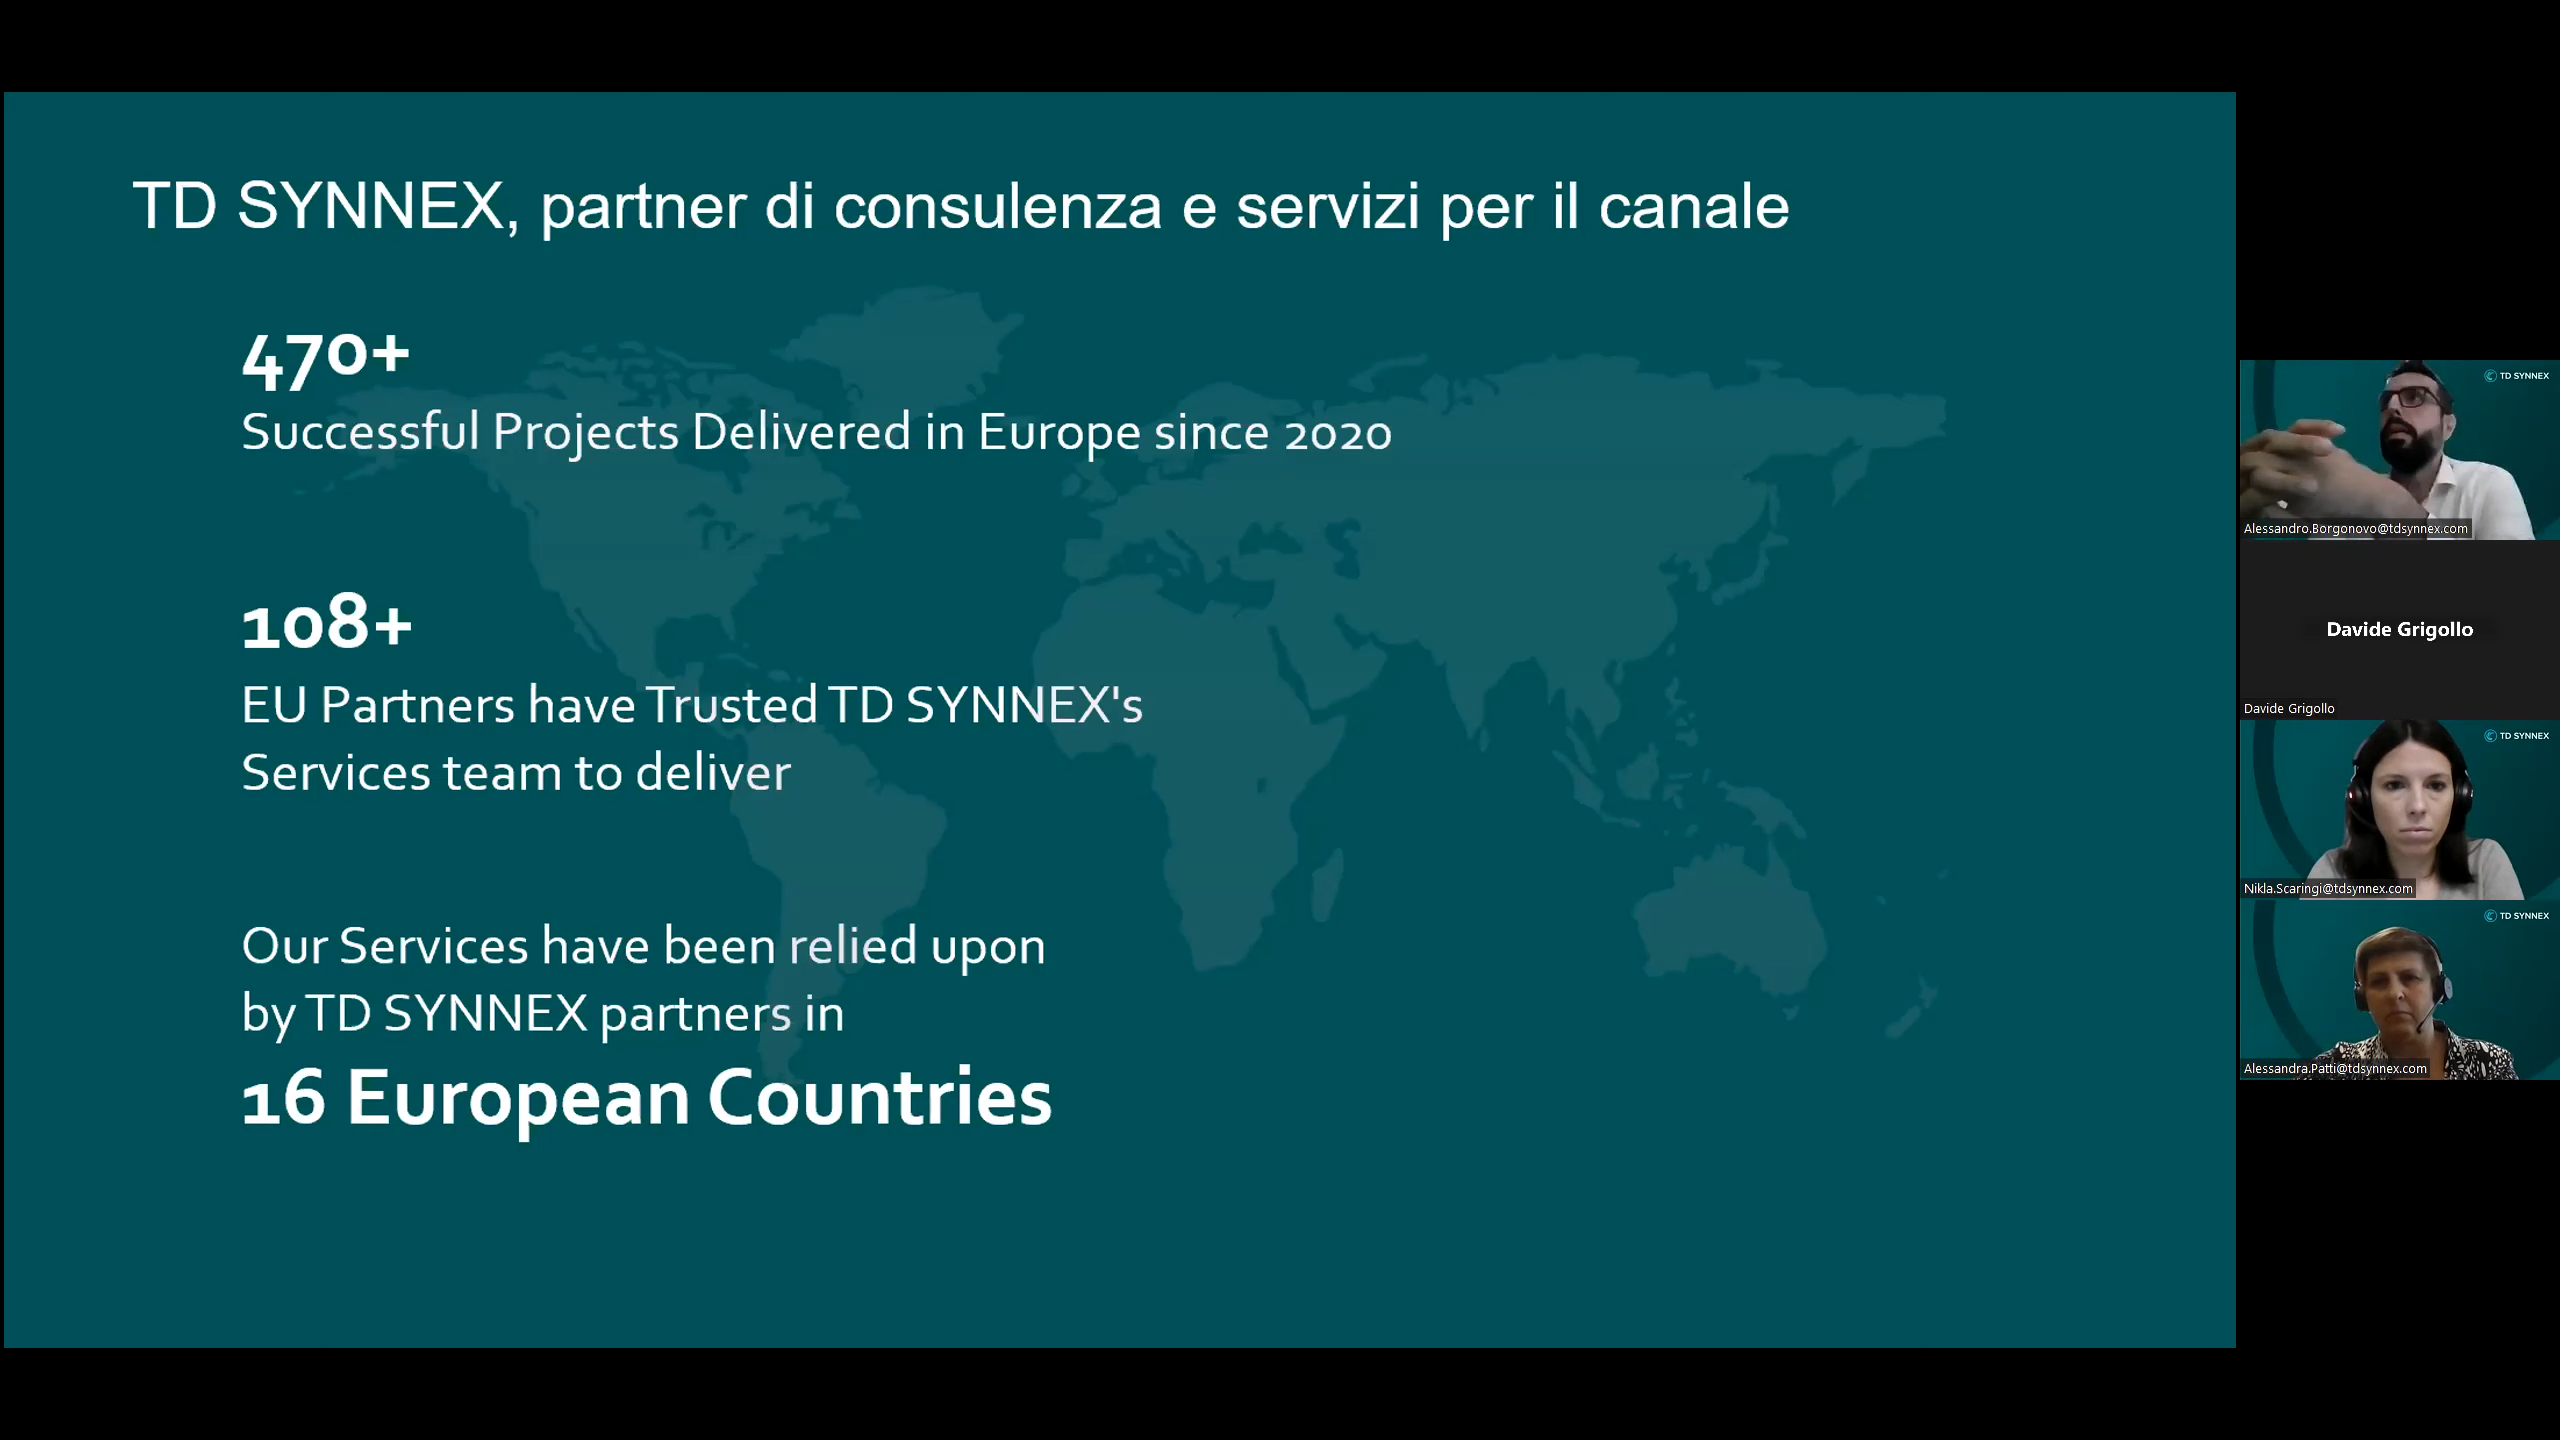 TD SYNNEX, partner di consulenza e servizi per il canale
470+
Successful Projects Delivered in Europe since 2020
108+
EU Partners have Trusted TD SYNNEX's
Services team to deliver
Our Services have been relied upon
by TD SYNNEX partners in
16 European Countries
TD SYNNEX
Alessandro.Borgonovo@tdsynnex.com
Davide Grigollo
Davide Grigollo
TD SYNNEX
Nikla.Scaringi@tdsynnex.com
TD SYNNEX
Alessandra.Patti@tdsynnex.com